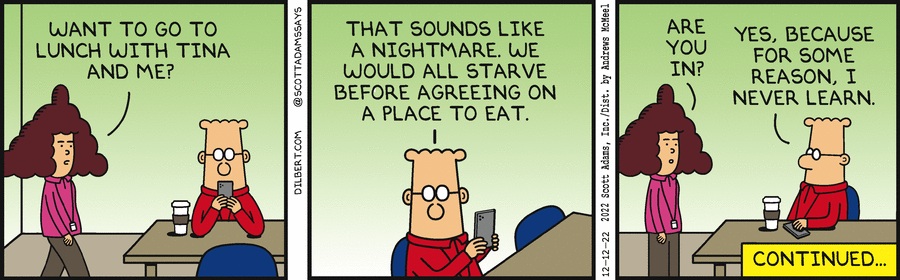 WANT TO GO TO
LUNCH WITH TINA
AND ME?
DILBERT.COM @SCOTTADAMSSAYS
THAT SOUNDS LIKE
A NIGHTMARE. WE
WOULD ALL STARVE
BEFORE AGREEING ON
A PLACE TO EAT.
12-12-22 2022 Scott Adams, Inc./Dist. by Andrews McMeel
ARE
YOU
IN?
YES, BECAUSE
FOR SOME
REASON, I
NEVER LEARN.
CONTINUED...